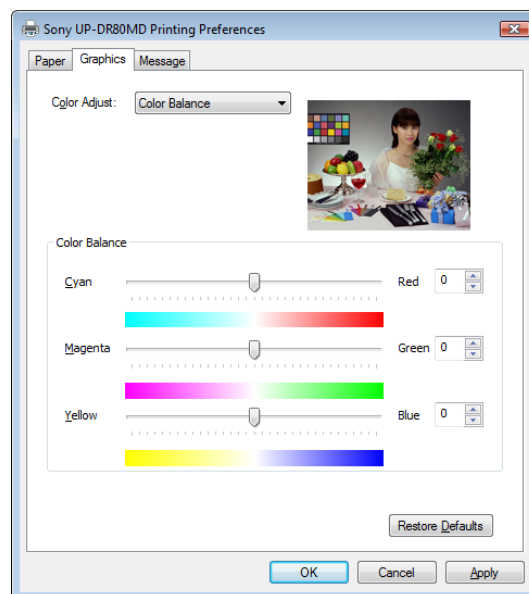 Sony UP-DR80MD Printing Preferences
Paper Graphics Message
Color Adjust: Color Balance
Color Balance
Cyan Red 0
Magenta Green 0
Yellow Blue 0
Restore Defaults
OK Cancel Apply